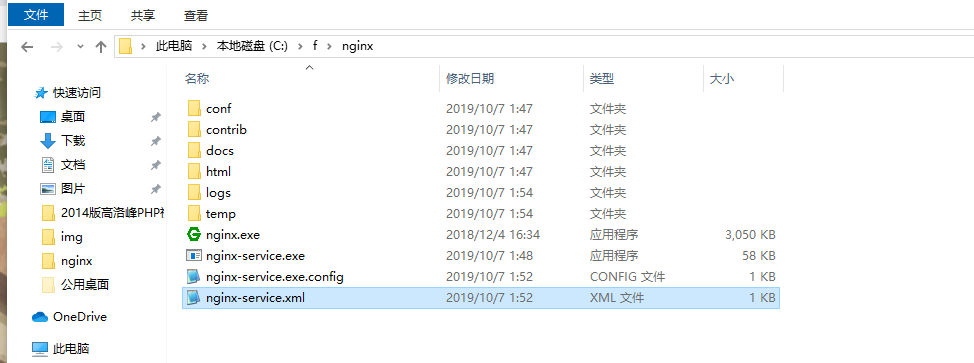 文件 主页 共享 查看
此电脑 › 本地磁盘 (C:) › f › nginx
名称 修改日期 类型 大小
快速访问
桌面
下载
文档
图片
2014版高洛峰PHP
img
nginx
公用桌面
OneDrive
此电脑
conf 2019/10/7 1:47 文件夹
contrib 2019/10/7 1:47 文件夹
docs 2019/10/7 1:47 文件夹
html 2019/10/7 1:47 文件夹
logs 2019/10/7 1:54 文件夹
temp 2019/10/7 1:54 文件夹
nginx.exe 2018/12/4 16:34 应用程序 3,050 KB
nginx-service.exe 2019/10/7 1:48 应用程序 58 KB
nginx-service.exe.config 2019/10/7 1:52 CONFIG 文件 1 KB
nginx-service.xml 2019/10/7 1:52 XML 文件 1 KB